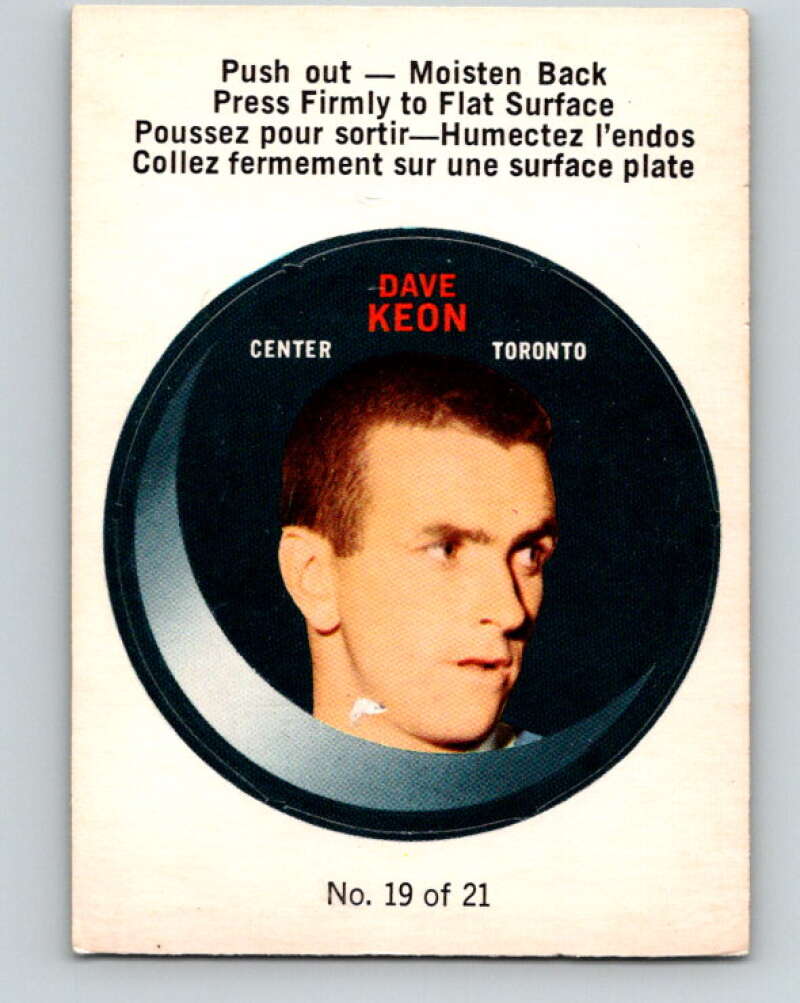 Push out — Moisten Back
Press Firmly to Flat Surface
Poussez pour sortir—Humectez l'endos
Collez fermement sur une surface plate
DAVE
KEON
CENTER TORONTO
No. 19 of 21